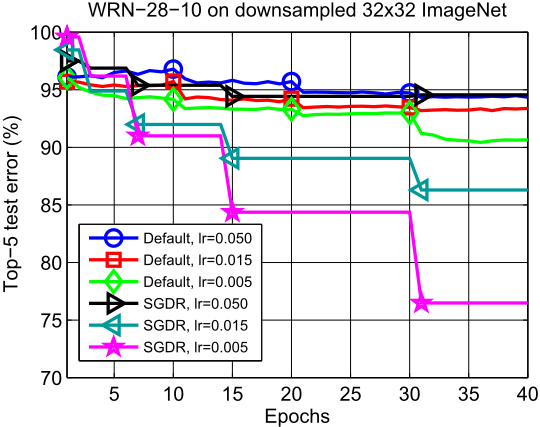 WRN−28−10 on downsampled 32x32 ImageNet
Top−5 test error (%)
100
95
90
85
80
75
70
Default, lr=0.050
Default, lr=0.015
Default, lr=0.005
SGDR, lr=0.050
SGDR, lr=0.015
SGDR, lr=0.005
5 10 15 20 25 30 35 40
Epochs